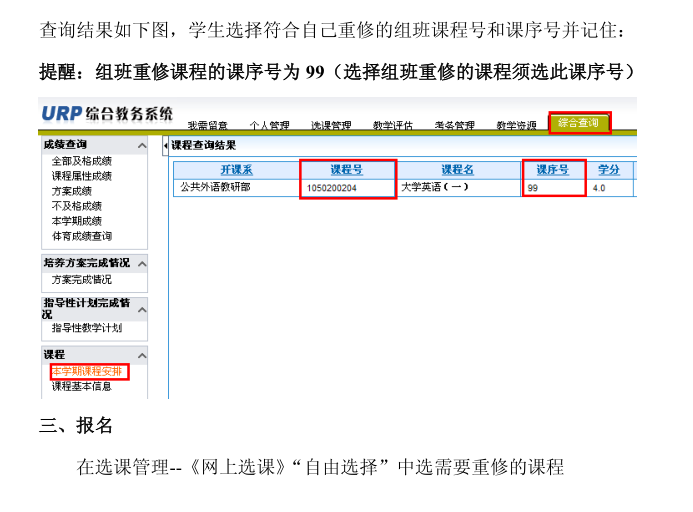 查询结果如下图，学生选择符合自己重修的组班课程号和课序号并记住：
提醒：组班重修课程的课序号为 99（选择组班重修的课程须选此课序号）
URP 综合教务系统
我需留意 个人管理 选课管理 教学评估 考务管理 教学资源 综合查询
成绩查询
全部及格成绩
课程属性成绩
方案成绩
不及格成绩
本学期成绩
体育成绩查询
培养方案完成情况
方案完成情况
指导性计划完成情
况
指导性教学计划
课程
本学期课程安排
课程基本信息
课程查询结果
开课系 课程号 课程名 课序号 学分
公共外语教研部 1050200204 大学英语（一） 99 4.0
三、报名
在选课管理--《网上选课》“自由选择”中选需要重修的课程